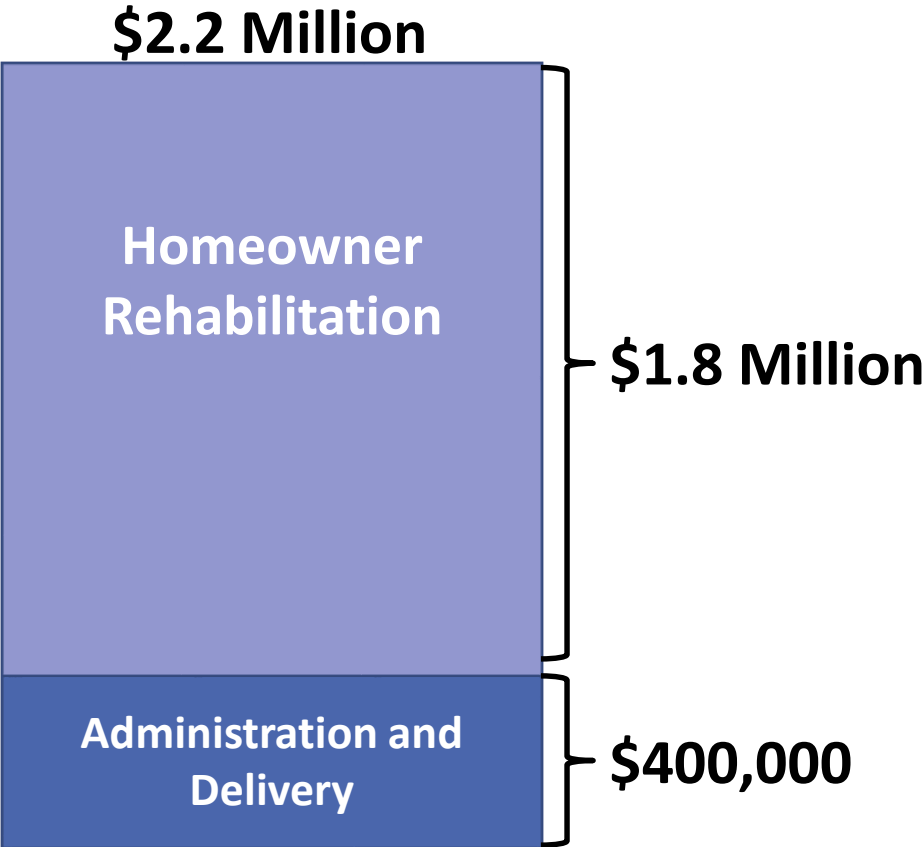 $2.2 Million
Homeowner
Rehabilitation
$1.8 Million
Administration and
Delivery
$400,000